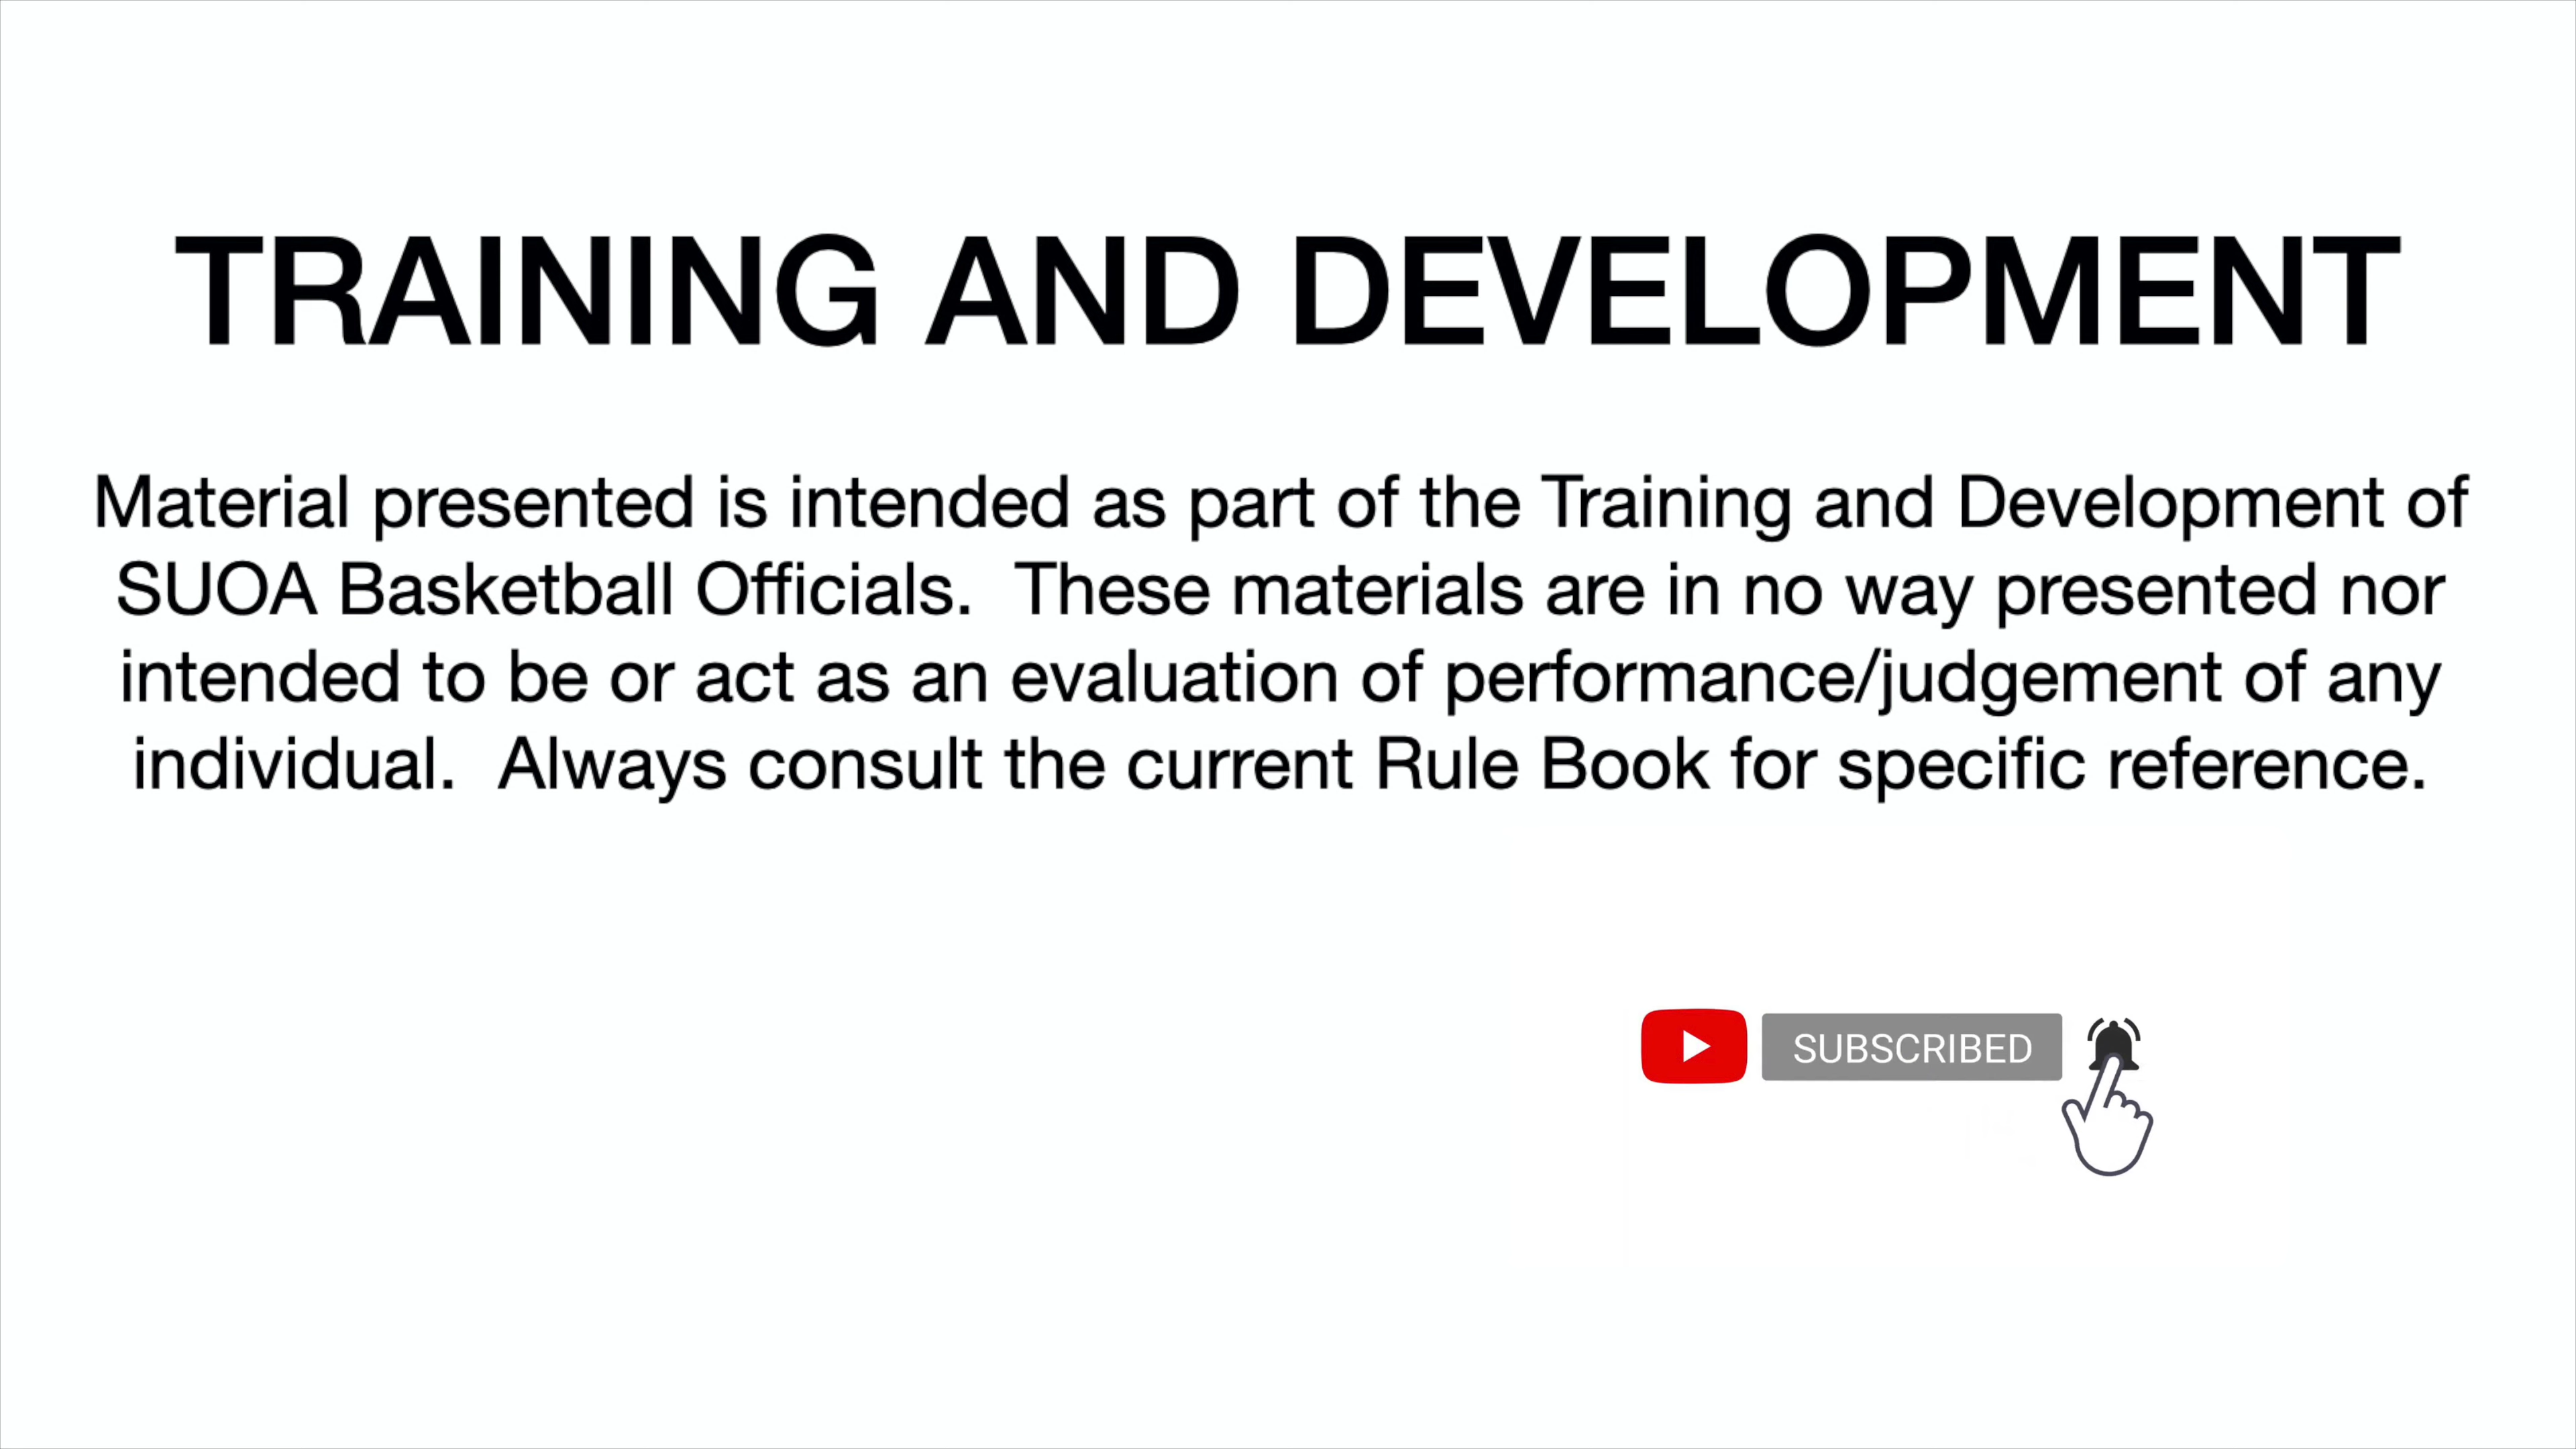 TRAINING AND DEVELOPMENT
Material presented is intended as part of the Training and Development of
SUOA Basketball Officials.  These materials are in no way presented nor
intended to be or act as an evaluation of performance/judgement of any
individual.  Always consult the current Rule Book for specific reference.
SUBSCRIBED